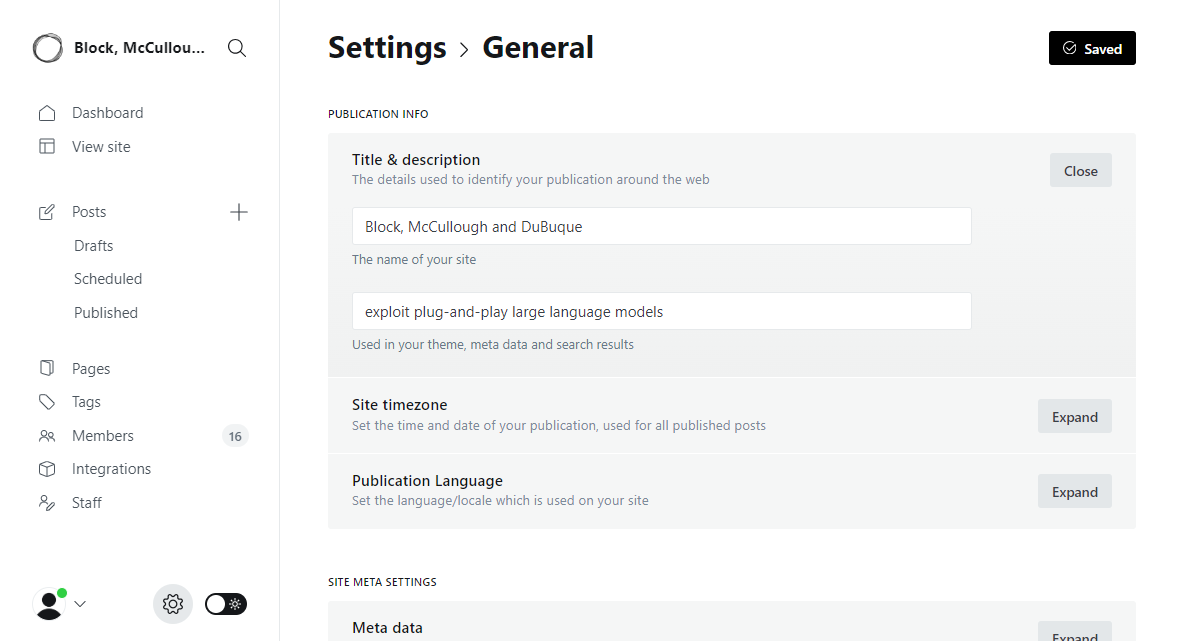 Block, McCullou...
Dashboard
View site
Posts
Drafts
Scheduled
Published
Pages
Tags
Members 16
Integrations
Staff
Settings > General
Saved
PUBLICATION INFO
Title & description
The details used to identify your publication around the web
Close
Block, McCullough and DuBuque
The name of your site
exploit plug-and-play large language models
Used in your theme, meta data and search results
Site timezone
Set the time and date of your publication, used for all published posts
Expand
Publication Language
Set the language/locale which is used on your site
Expand
SITE META SETTINGS
Meta data
Expand